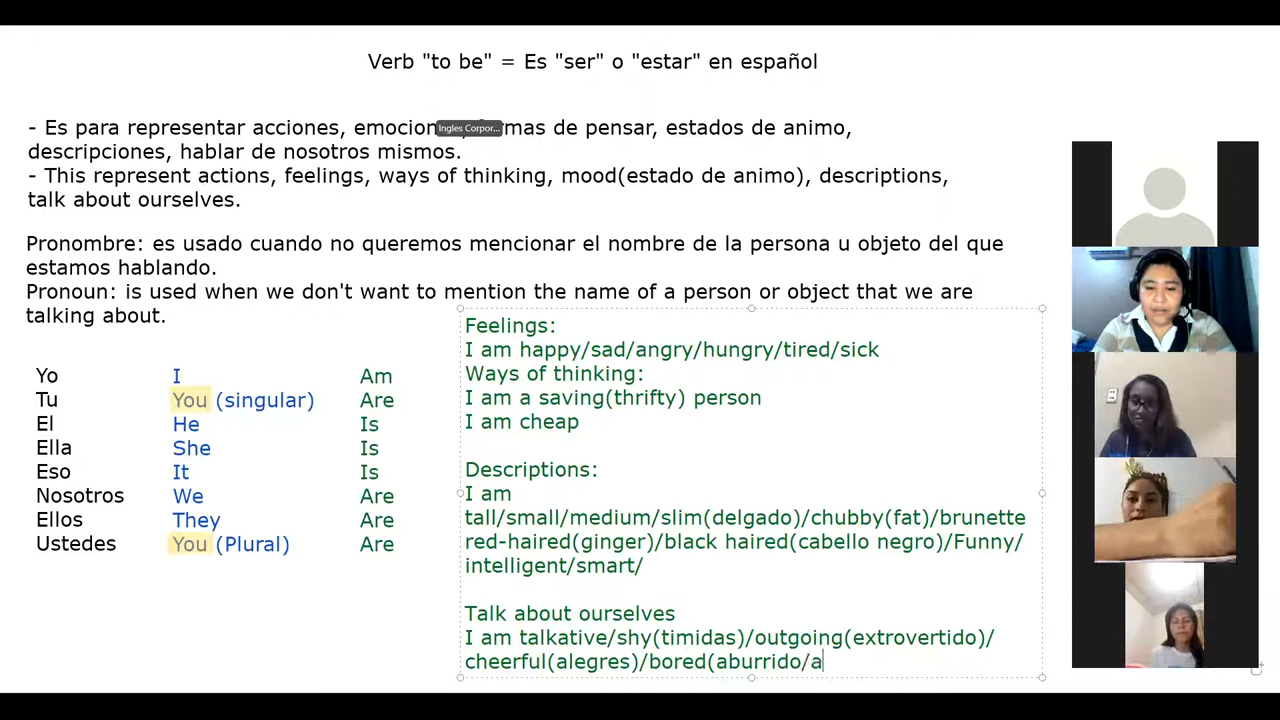 Verb "to be" = Es "ser" o "estar" en español
- Es para representar acciones, emocion rmas de pensar, estados de animo,
Ingles Corpor...
descripciones, hablar de nosotros mismos.
- This represent actions, feelings, ways of thinking, mood(estado de animo), descriptions,
talk about ourselves.
Pronombre: es usado cuando no queremos mencionar el nombre de la persona u objeto del que
estamos hablando.
Pronoun: is used when we don't want to mention the name of a person or object that we are
talking about.
Yo I Am
Tu You (singular) Are
El He Is
Ella She Is
Eso It Is
Nosotros We Are
Ellos They Are
Ustedes You (Plural) Are
Feelings:
I am happy/sad/angry/hungry/tired/sick
Ways of thinking:
I am a saving(thrifty) person
I am cheap
Descriptions:
I am
tall/small/medium/slim(delgado)/chubby(fat)/brunette
red-haired(ginger)/black haired(cabello negro)/Funny/
intelligent/smart/
Talk about ourselves
I am talkative/shy(timidas)/outgoing(extrovertido)/
cheerful(alegres)/bored(aburrido/a